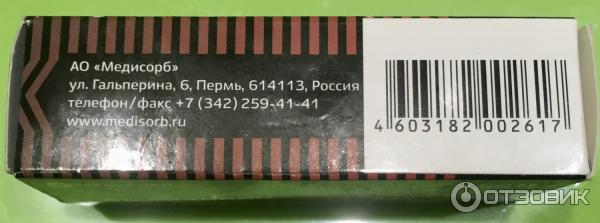 АО «Медисорб»
ул. Гальперина, 6, Пермь, 614113, Россия
телефон/факс +7 (342) 259-41-41
www.medisorb.ru
4 603182 002617
ОТЗОВИК